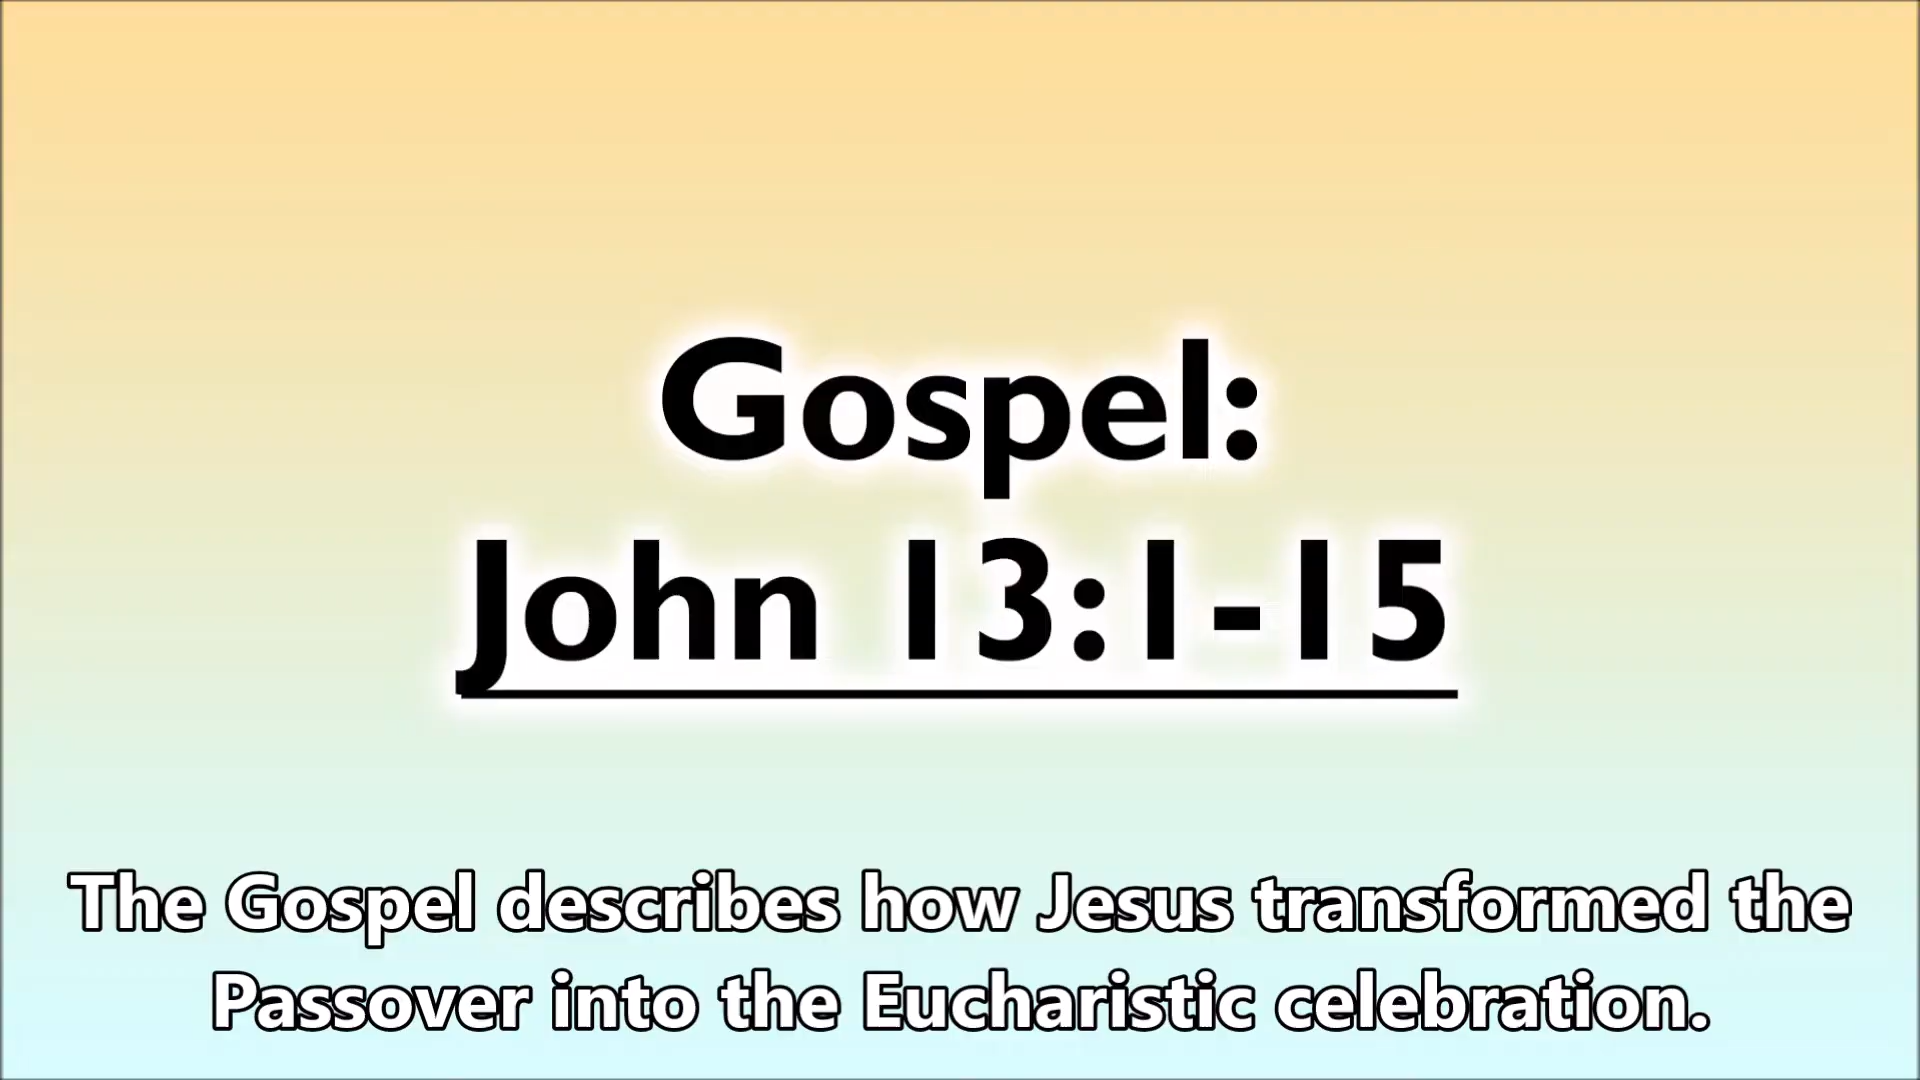 Gospel:
John 13:1-15
The Gospel describes how Jesus transformed the
Passover into the Eucharistic celebration.